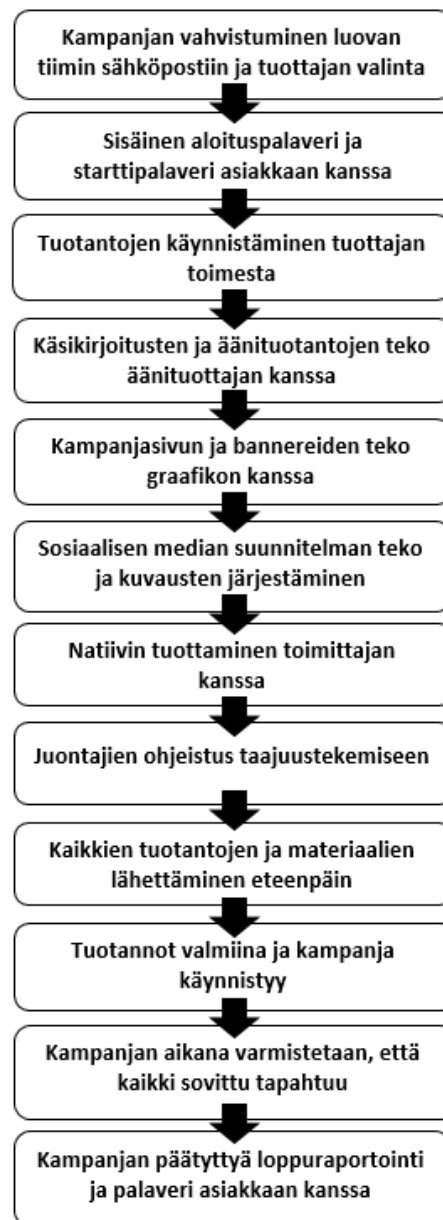 Kampanjan vahvistuminen luovan
tiimin sähköpostiin ja tuottajan valinta
Sisäinen aloituspalaveri ja
starttipalaveri asiakkaan kanssa
Tuotantojen käynnistäminen tuottajan
toimesta
Käsikirjoitusten ja äänituotantojen teko
äänituottajan kanssa
Kampanjasivun ja bannereiden teko
graafikon kanssa
Sosiaalisen median suunnitelman teko
ja kuvausten järjestäminen
Natiivin tuottaminen toimittajan
kanssa
Juontajien ohjeistus taajuustekemiseen
Kaikkien tuotantojen ja materiaalien
lähettäminen eteenpäin
Tuotannot valmiina ja kampanja
käynnistyy
Kampanjan aikana varmistetaan, että
kaikki sovittu tapahtuu
Kampanjan päätyttyä loppuraportointi
ja palaveri asiakkaan kanssa